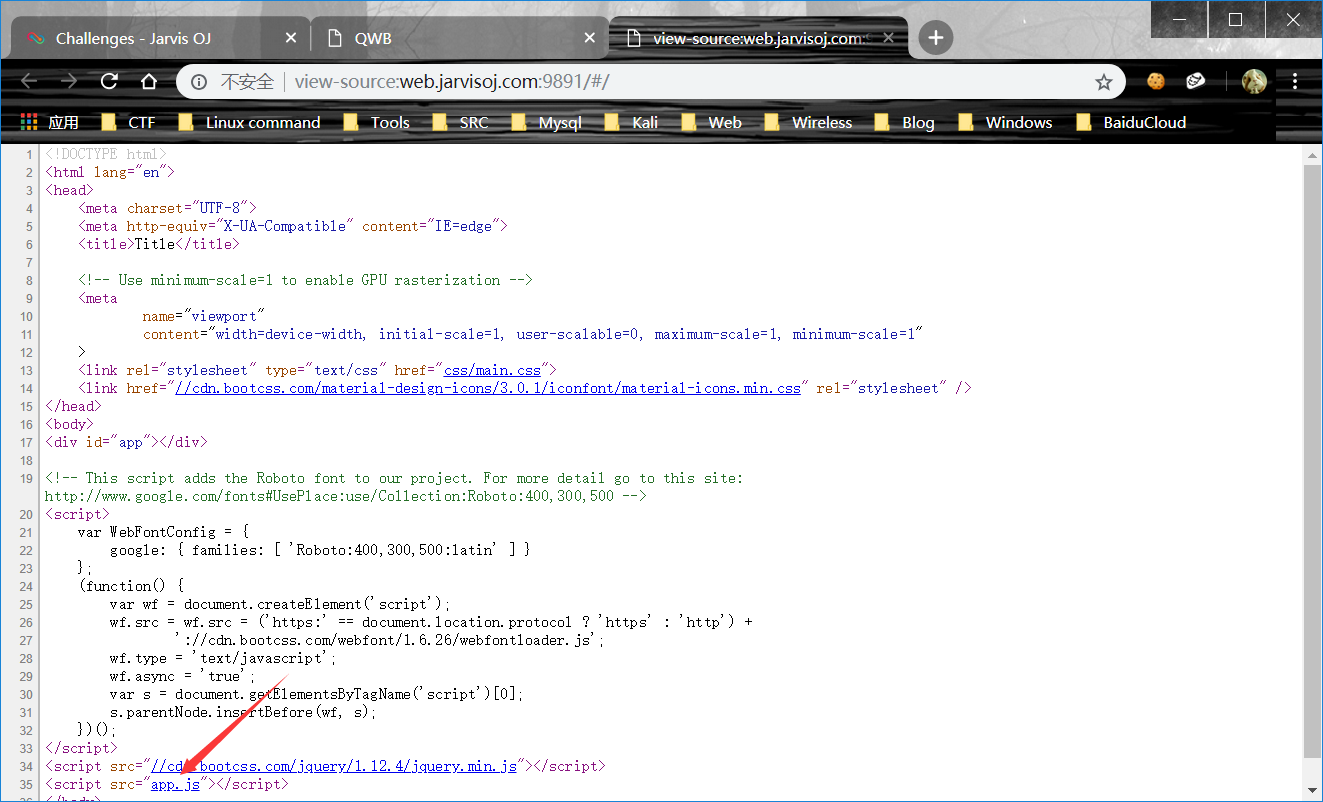 Challenges - Jarvis OJ
QWB
view-source:web.jarvisoj.com:
不安全 view-source:web.jarvisoj.com:9891/#/
应用 CTF Linux command Tools SRC Mysql Kali Web Wireless Blog Windows BaiduCloud
1 <!DOCTYPE html>
2 <html lang="en">
3 <head>
4 <meta charset="UTF-8">
5 <meta http-equiv="X-UA-Compatible" content="IE=edge">
6 <title>Title</title>
7
8 <!-- Use minimum-scale=1 to enable GPU rasterization -->
9 <meta
10 name="viewport"
11 content="width=device-width, initial-scale=1, user-scalable=0, maximum-scale=1, minimum-scale=1"
12 >
13 <link rel="stylesheet" type="text/css" href="css/main.css">
14 <link href="//cdn.bootcss.com/material-design-icons/3.0.1/iconfont/material-icons.min.css" rel="stylesheet" />
15 </head>
16 <body>
17 <div id="app"></div>
18
19 <!-- This script adds the Roboto font to our project. For more detail go to this site:
http://www.google.com/fonts#UsePlace:use/Collection:Roboto:400,300,500 -->
20 <script>
21 var WebFontConfig = {
22 google: { families: [ 'Roboto:400,300,500:latin' ] }
23 };
24 (function() {
25 var wf = document.createElement('script');
26 wf.src = wf.src = ('https:' == document.location.protocol ? 'https' : 'http') +
27 '://cdn.bootcss.com/webfont/1.6.26/webfontloader.js';
28 wf.type = 'text/javascript';
29 wf.async = 'true';
30 var s = document.getElementsByTagName('script')[0];
31 s.parentNode.insertBefore(wf, s);
32 })();
33 </script>
34 <script src="//cdn.bootcss.com/jquery/1.12.4/jquery.min.js"></script>
35 <script src="app.js"></script>
36 </body>